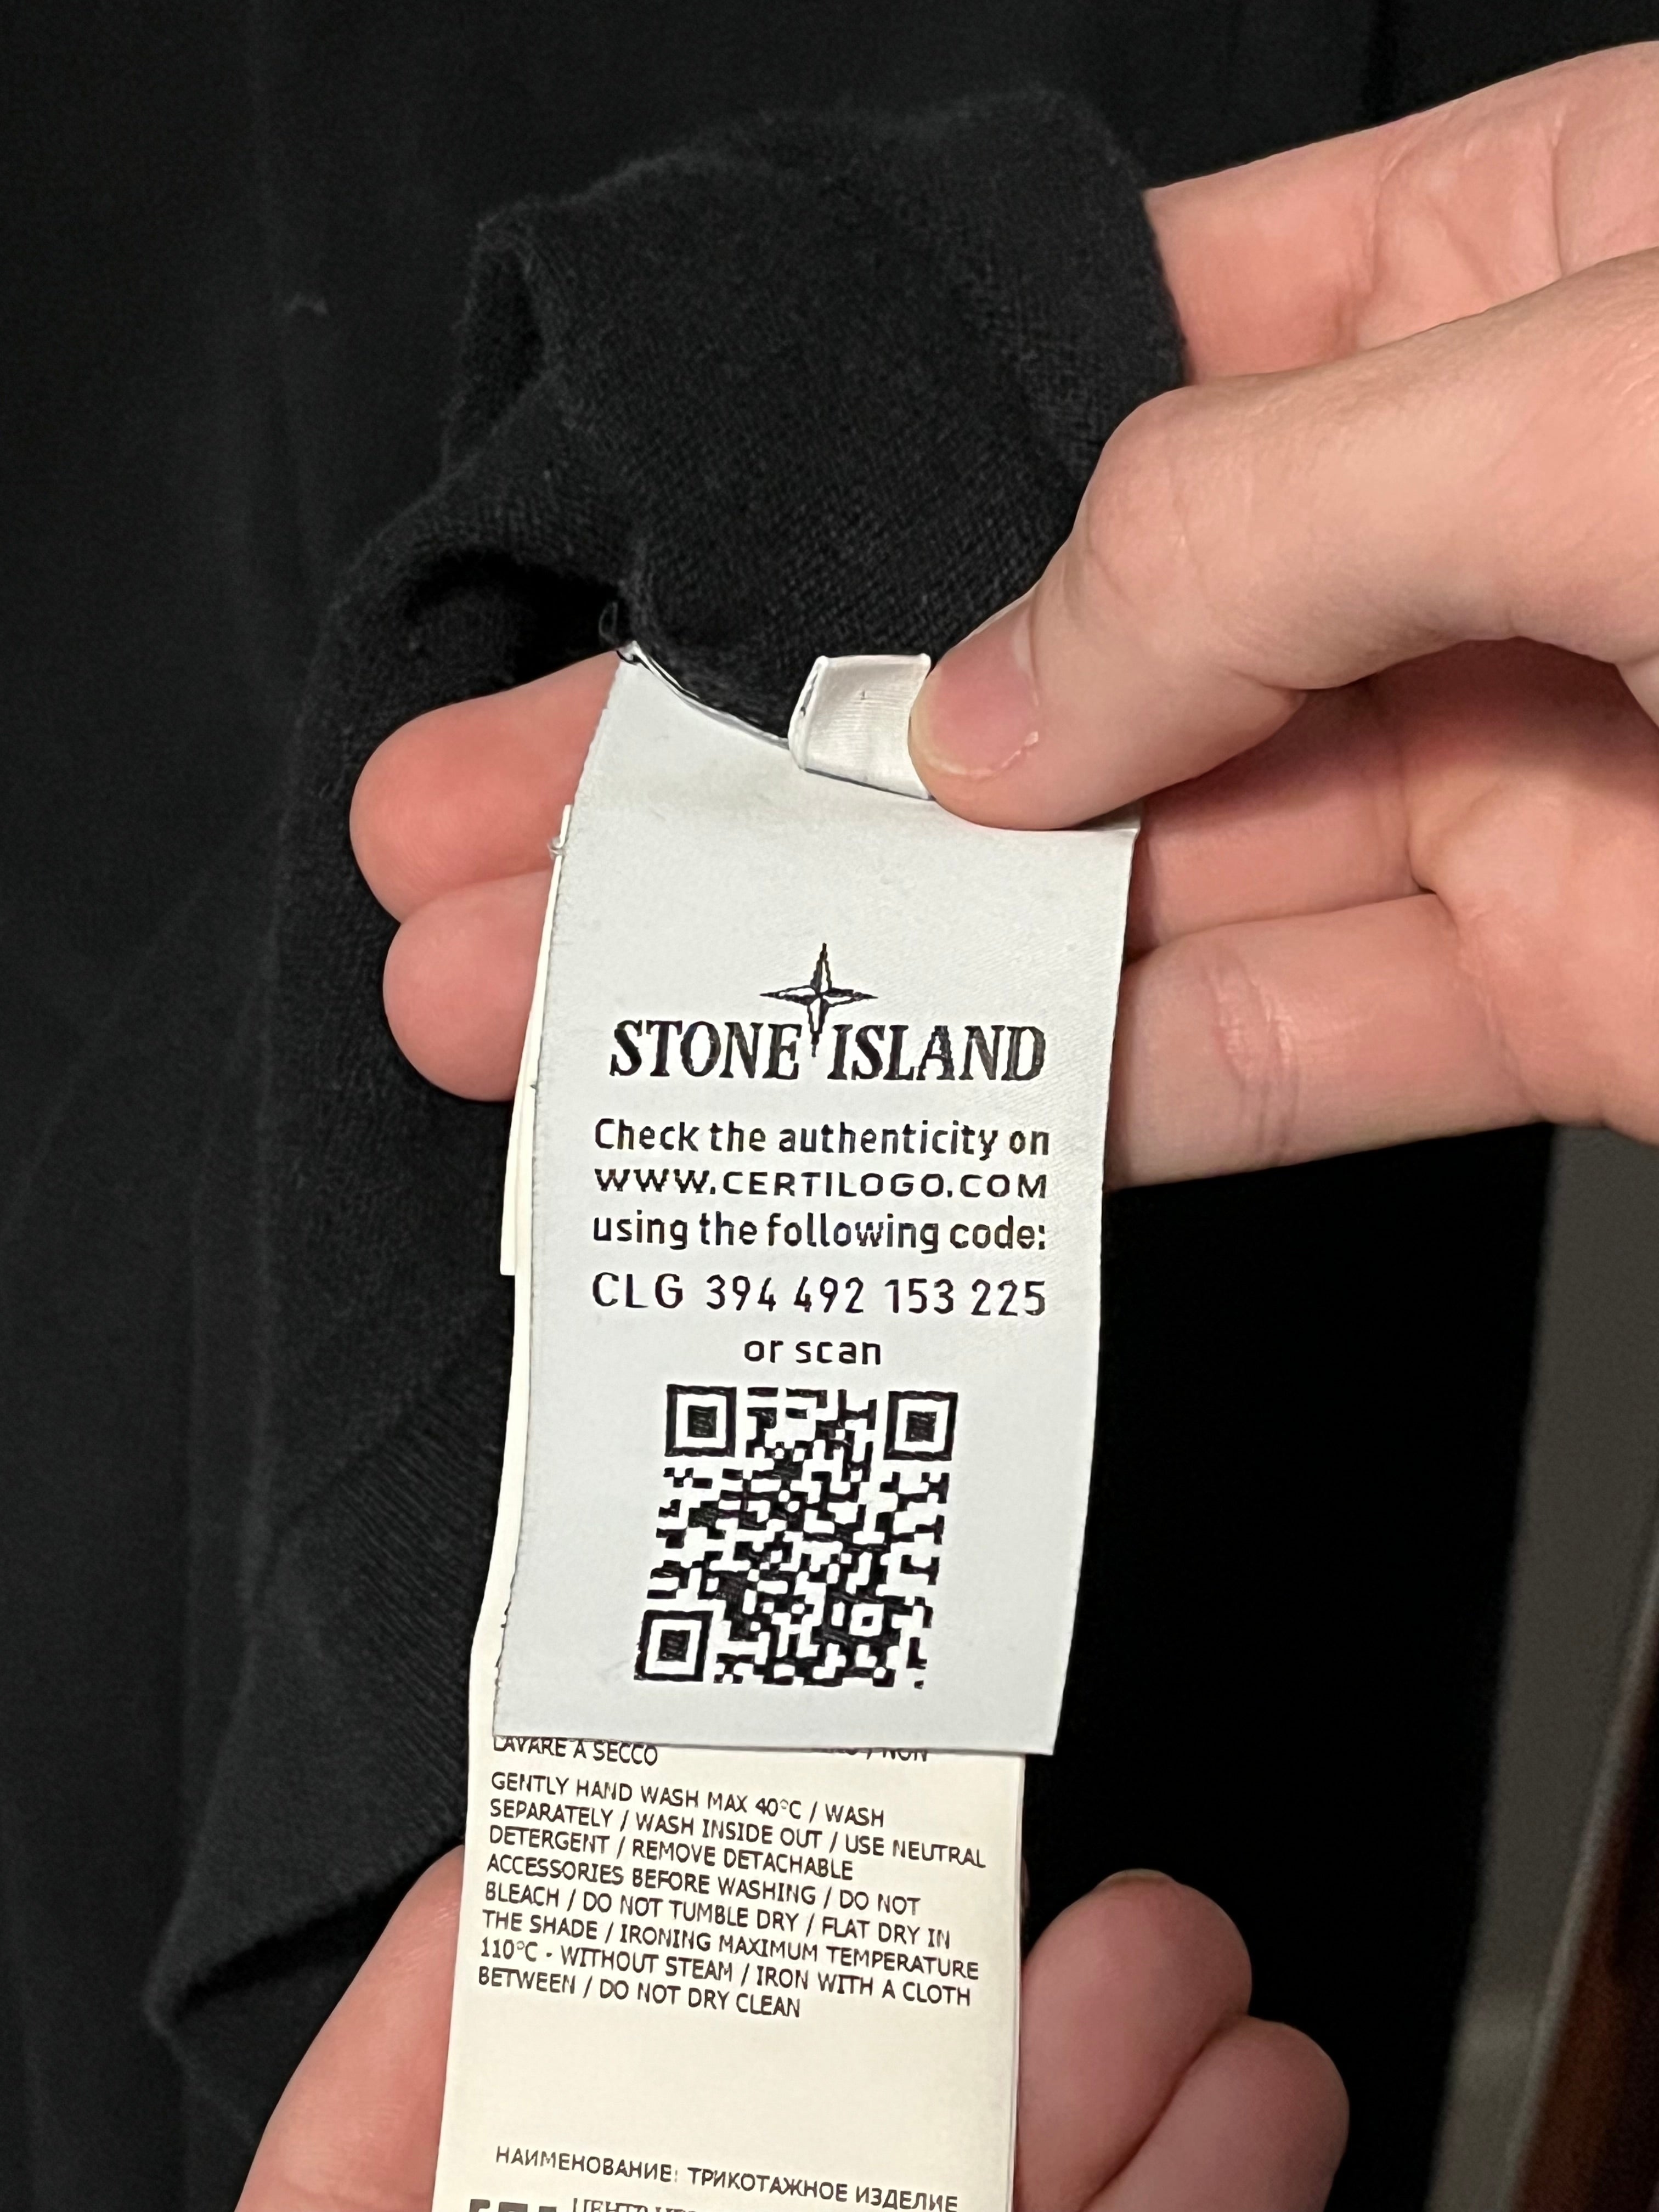 STONE ISLAND
Check the authenticity on
WWW.CERTILOGO.COM
using the following code:
CLG 394 492 153 225
or scan
LAVARE A SECCO / NON
GENTLY HAND WASH MAX 40°C / WASH
SEPARATELY / WASH INSIDE OUT / USE NEUTRAL
DETERGENT / REMOVE DETACHABLE
ACCESSORIES BEFORE WASHING / DO NOT
BLEACH / DO NOT TUMBLE DRY / FLAT DRY IN
THE SHADE / IRONING MAXIMUM TEMPERATURE
110°C - WITHOUT STEAM / IRON WITH A CLOTH
BETWEEN / DO NOT DRY CLEAN
НАИМЕНОВАНИЕ: ТРИКОТАЖНОЕ ИЗДЕЛИЕ